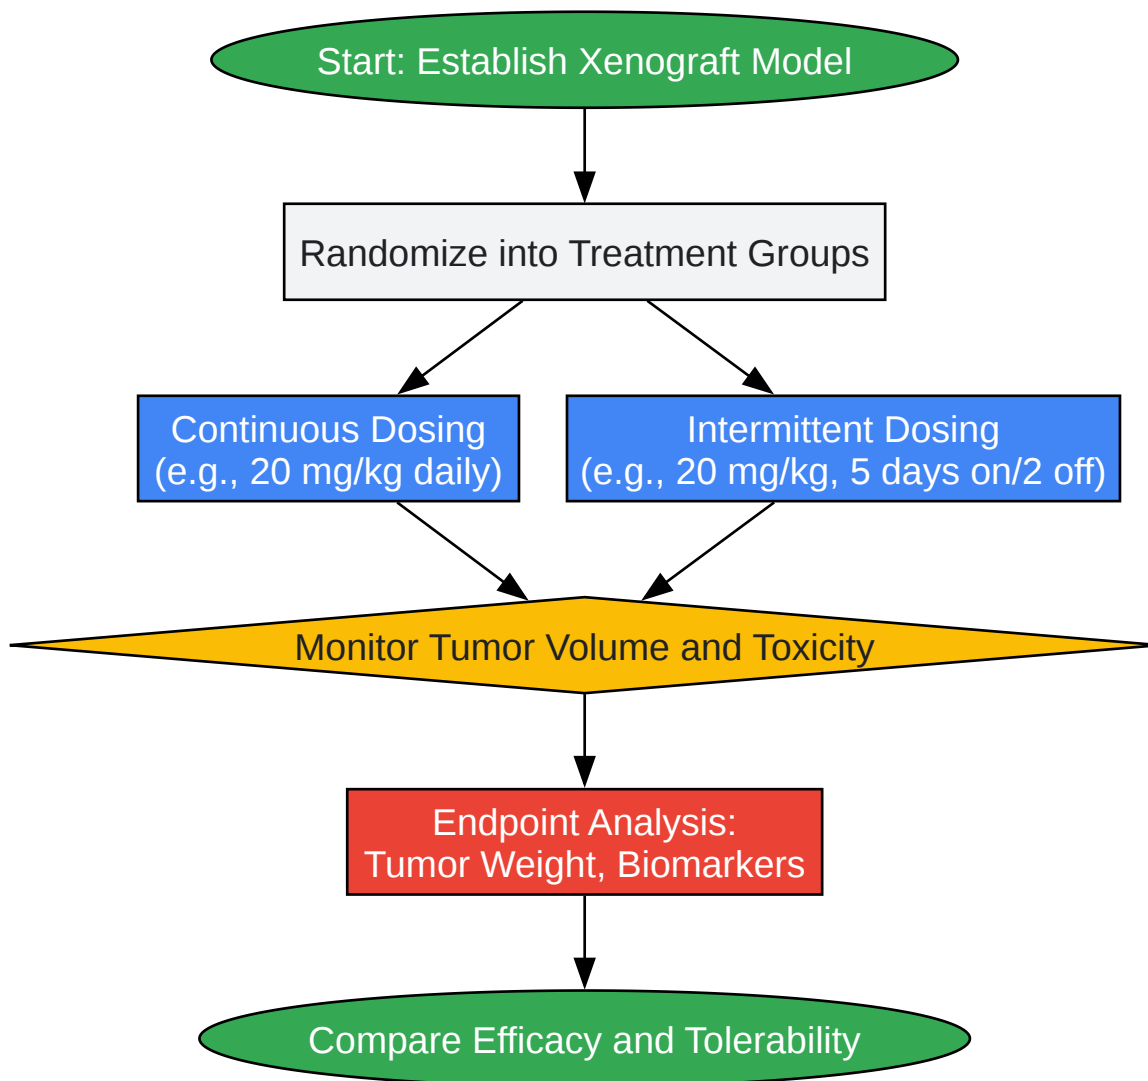 Start: Establish Xenograft Model
Randomize into Treatment Groups
Continuous Dosing
(e.g., 20 mg/kg daily)
Intermittent Dosing
(e.g., 20 mg/kg, 5 days on/2 off)
Monitor Tumor Volume and Toxicity
Endpoint Analysis:
Tumor Weight, Biomarkers
Compare Efficacy and Tolerability